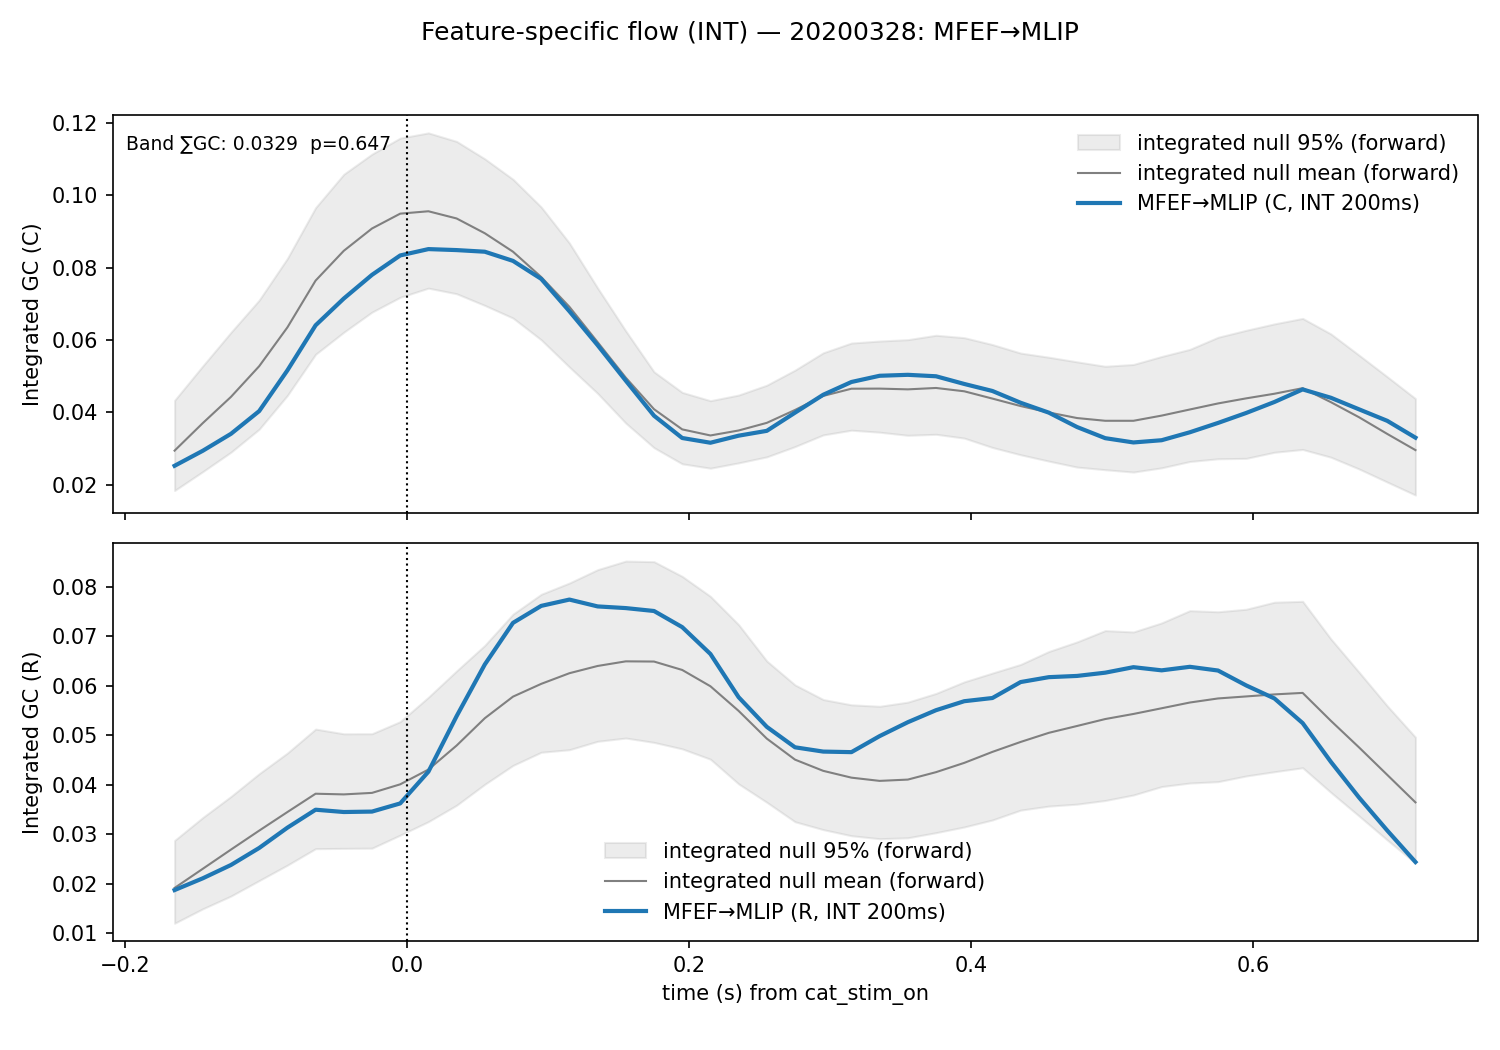 Feature-specific flow (INT) — 20200328: MFEF→MLIP
Band ∑GC: 0.0329  p=0.647
integrated null 95% (forward)
integrated null mean (forward)
MFEF→MLIP (C, INT 200ms)
Integrated GC (C)
0.12
0.10
0.08
0.06
0.04
0.02
Integrated GC (R)
0.08
0.07
0.06
0.05
0.04
0.03
0.02
0.01
integrated null 95% (forward)
integrated null mean (forward)
MFEF→MLIP (R, INT 200ms)
−0.2 0.0 0.2 0.4 0.6
time (s) from cat_stim_on